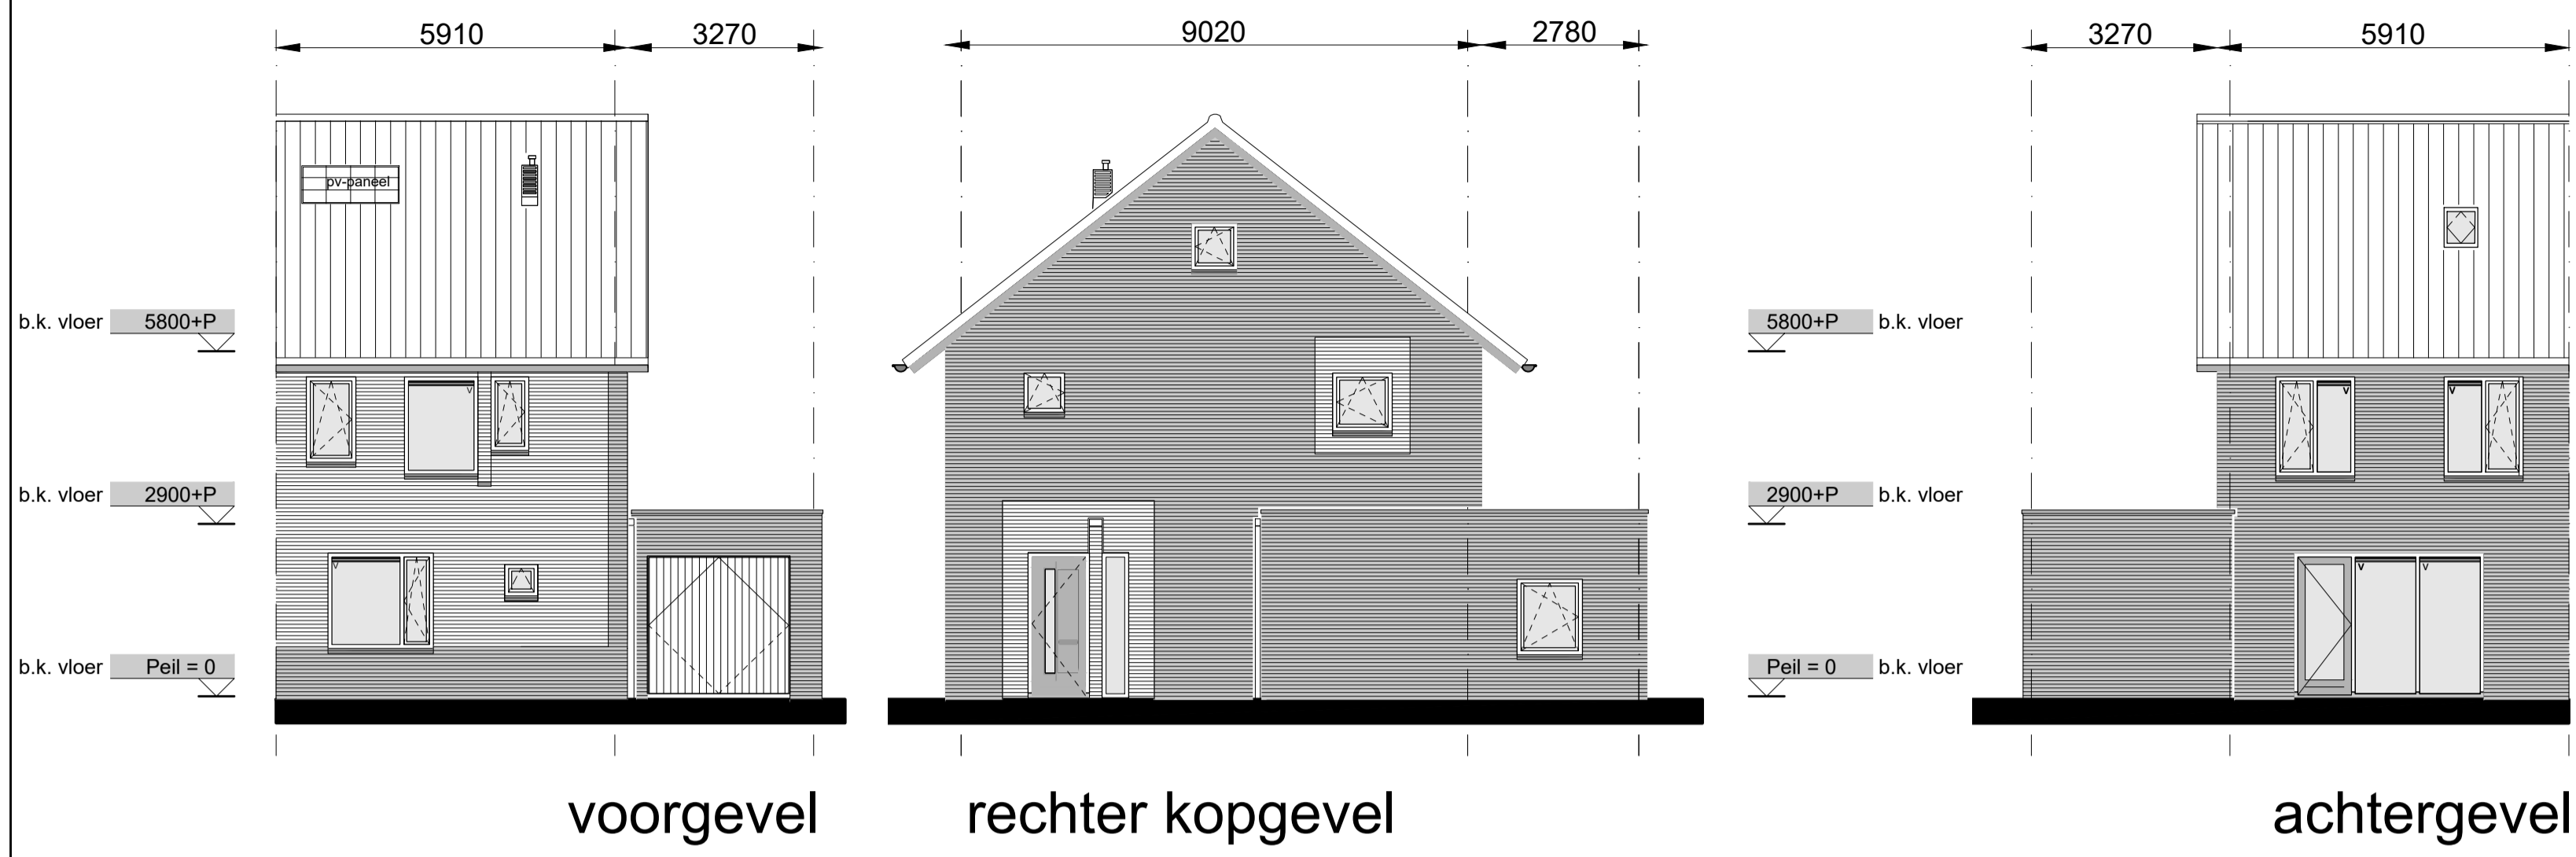 5910 3270
9020 2780
3270 5910
pv-paneel
b.k. vloer 5800+P
b.k. vloer 2900+P
b.k. vloer Peil = 0
5800+P b.k. vloer
2900+P b.k. vloer
Peil = 0 b.k. vloer
v
v
v v
v v
voorgevel
rechter kopgevel
achtergevel